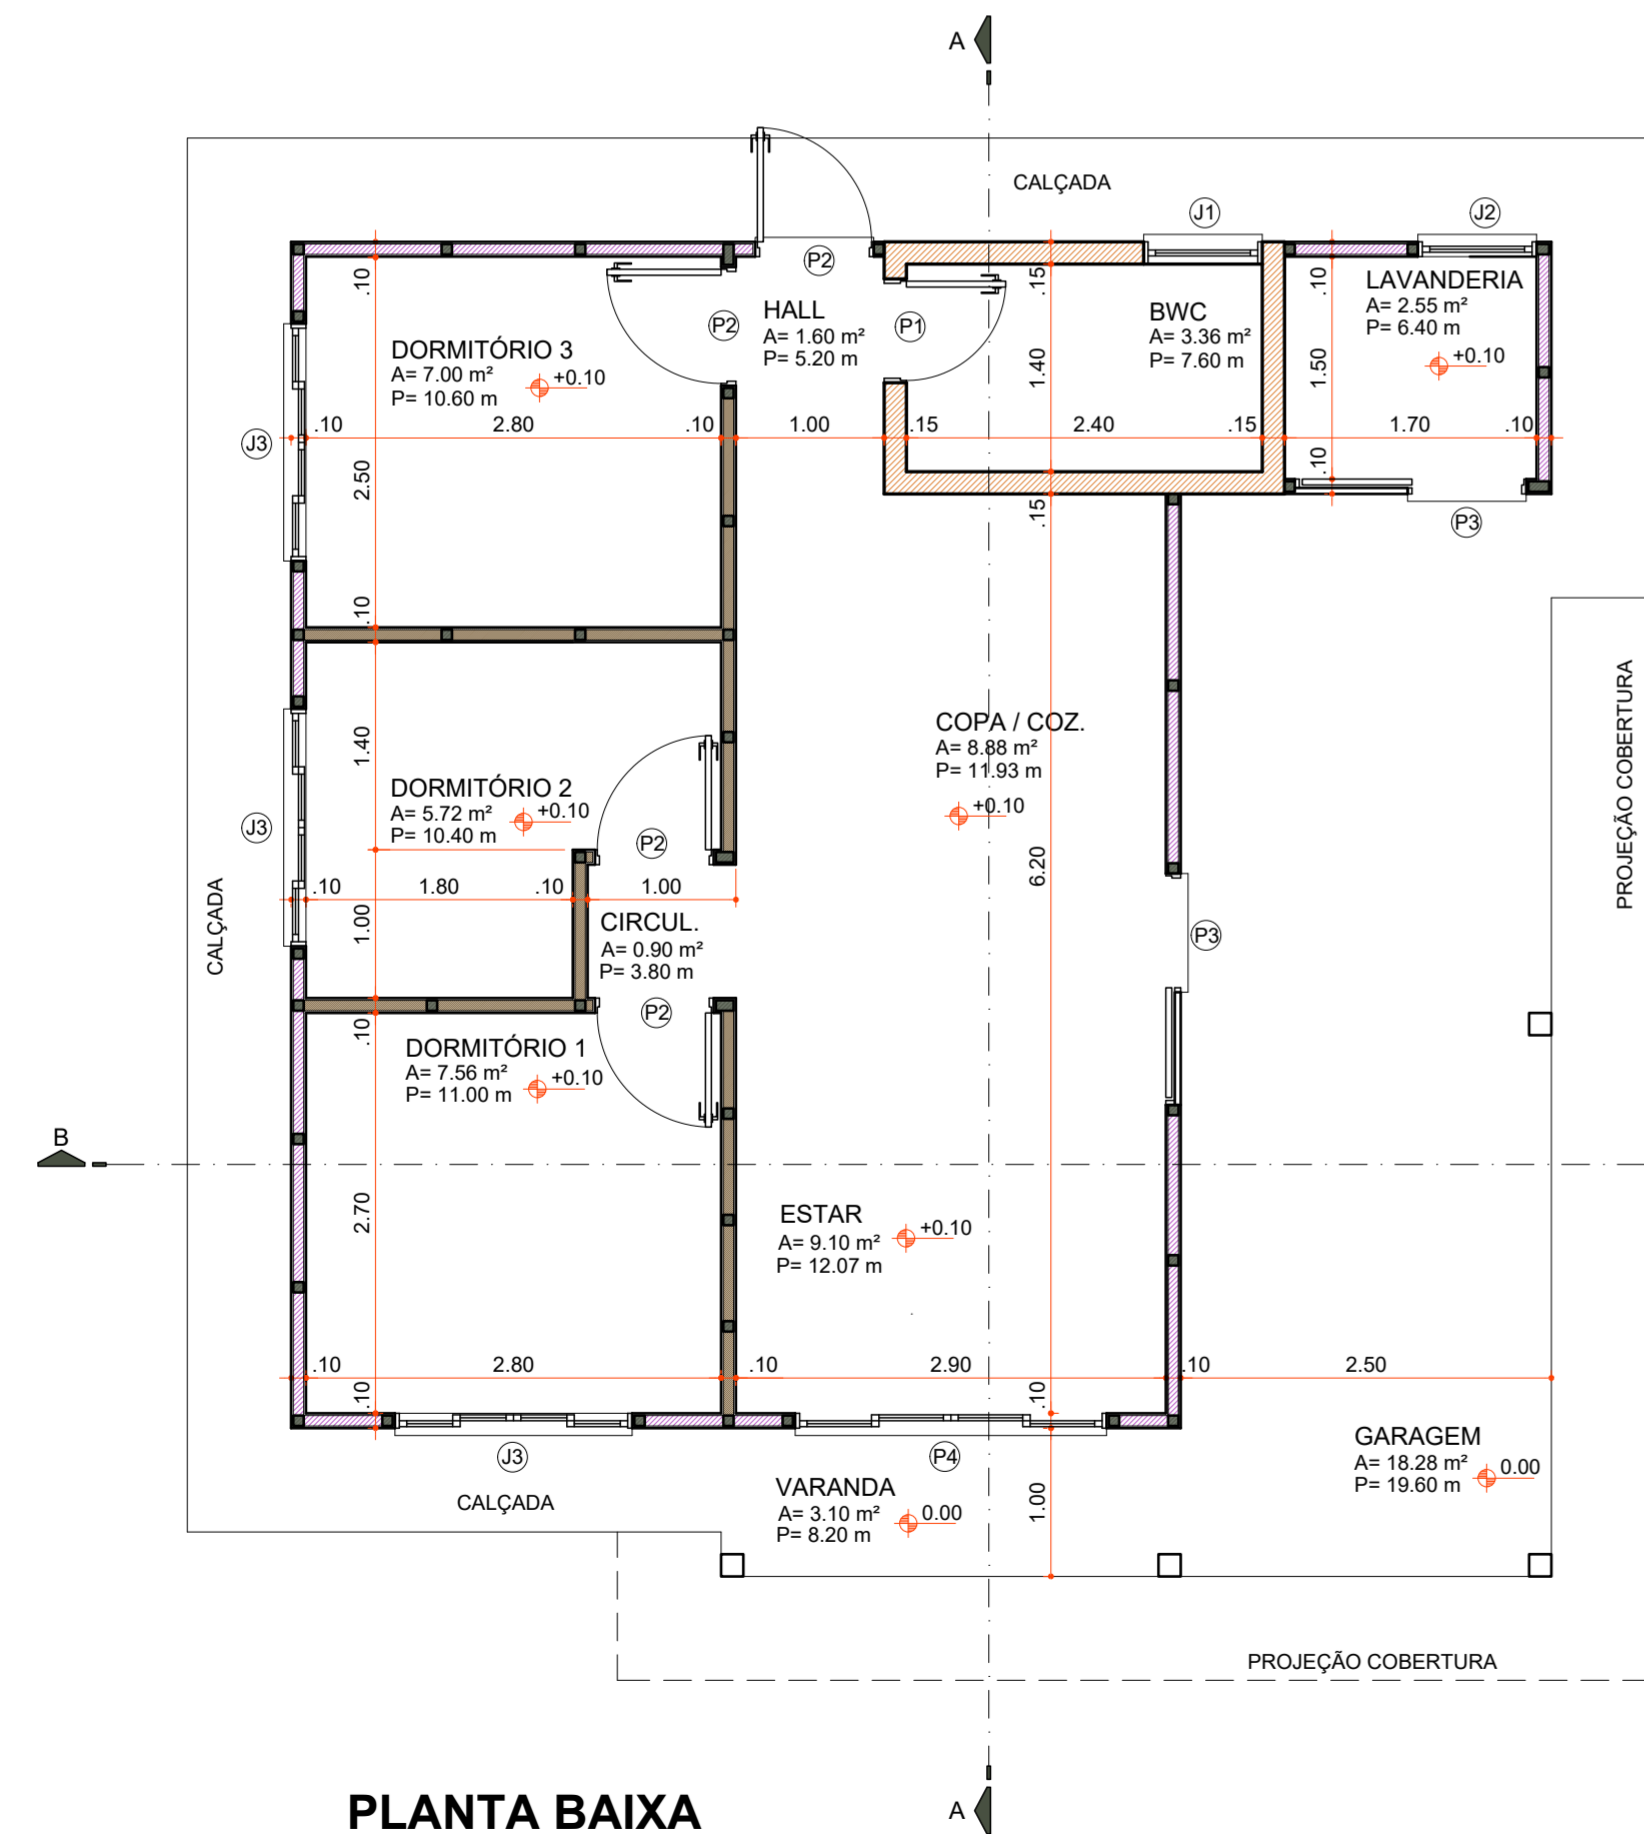 A
CALÇADA
J1
J2
P2
.10
HALL
A= 1.60 m²
P= 5.20 m
P2
P1
.15
BWC
A= 3.36 m²
P= 7.60 m
.10
LAVANDERIA
A= 2.55 m²
P= 6.40 m
+0.10
DORMITÓRIO 3
A= 7.00 m²
P= 10.60 m
+0.10
1.40
1.50
J3
.10
2.80
.10
1.00
.15
2.40
.15
1.70
.10
2.50
.10
.15
P3
.10
PROJEÇÃO COBERTURA
1.40
COPA / COZ.
A= 8.88 m²
P= 11.93 m
+0.10
DORMITÓRIO 2
A= 5.72 m²
P= 10.40 m
+0.10
J3
P2
6.20
.10
1.80
.10
1.00
CALÇADA
1.00
CIRCUL.
A= 0.90 m²
P= 3.80 m
P3
P2
.10
DORMITÓRIO 1
A= 7.56 m²
P= 11.00 m
+0.10
B
2.70
ESTAR
A= 9.10 m²
P= 12.07 m
+0.10
.10
2.80
.10
2.90
.10
2.50
.10
.10
J3
P4
GARAGEM
A= 18.28 m²
P= 19.60 m
0.00
CALÇADA
VARANDA
A= 3.10 m²
P= 8.20 m
0.00
1.00
PROJEÇÃO COBERTURA
PLANTA BAIXA
A